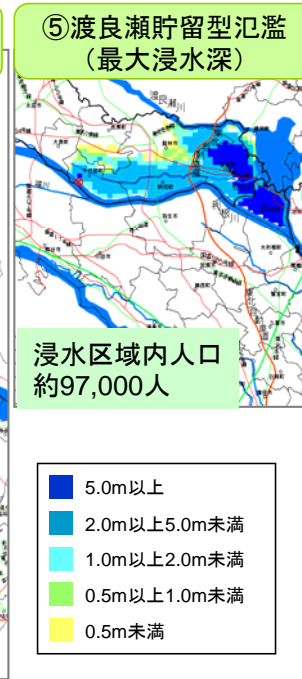 ⑤渡良瀬貯留型氾濫
（最大浸水深）
渡良瀬川
利根川
浸水区域内人口
約97,000人
5.0m以上
2.0m以上5.0m未満
1.0m以上2.0m未満
0.5m以上1.0m未満
0.5m未満